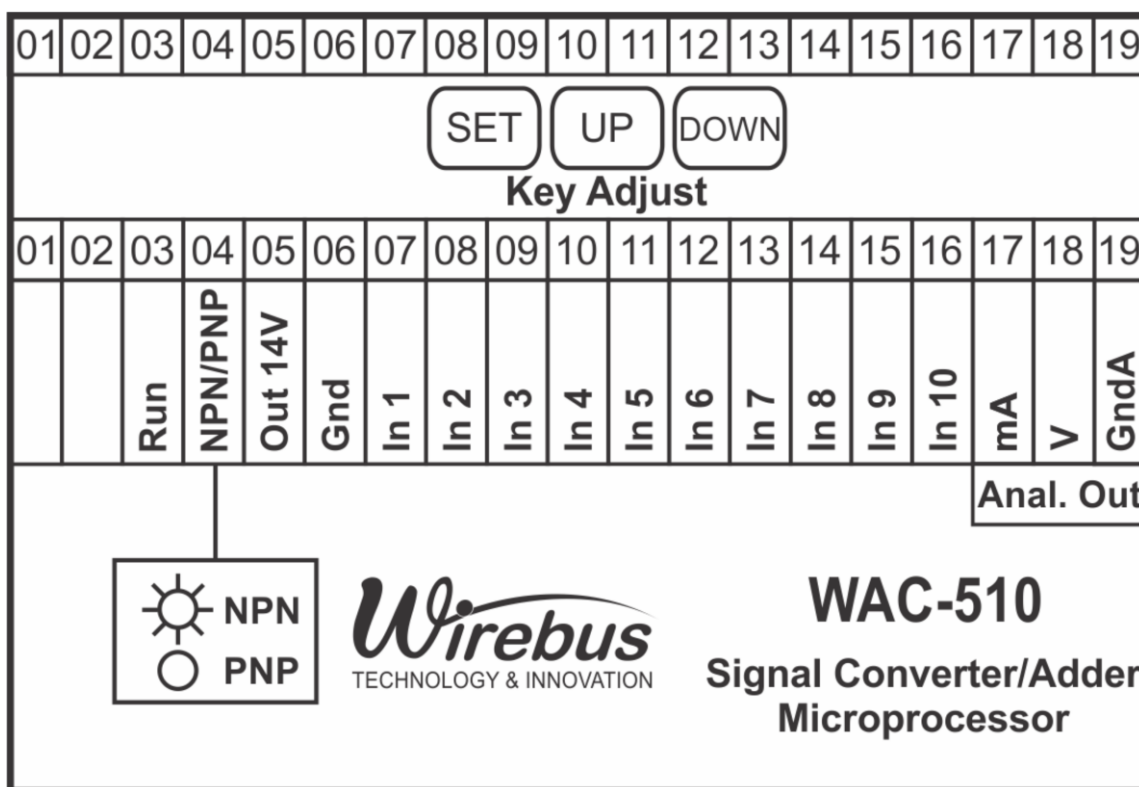 01 02 03 04 05 06 07 08 09 10 11 12 13 14 15 16 17 18 19
SET UP DOWN
Key Adjust
01 02 03 04 05 06 07 08 09 10 11 12 13 14 15 16 17 18 19
Run
NPN/PNP
Out 14V
Gnd
In 1
In 2
In 3
In 4
In 5
In 6
In 7
In 8
In 9
In 10
mA
V
GndA
Anal. Out
NPN
PNP
Wirebus
TECHNOLOGY & INNOVATION
WAC-510
Signal Converter/Adder
Microprocessor